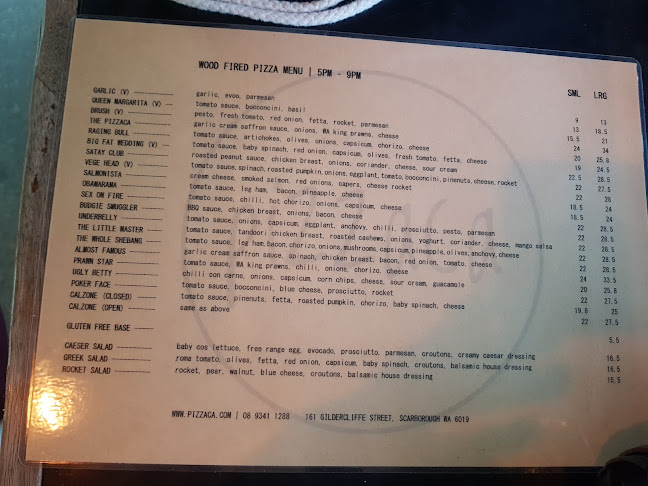 WOOD FIRED PIZZA MENU | 5PM - 9PM SML LRG
GARLIC (V) garlic, evoo, parmesan 9 13
QUEEN MARGARITA (V) tomato sauce, bocconcini, basil 13 18.5
BRUSH (V) pesto, fresh tomato, red onion, fetta, rocket, parmesan 15.5 21
THE PIZZACA garlic cream saffron sauce, onions, WA king prawns, cheese 24 34
RAGING BULL tomato sauce, artichokes, olives, onions, capsicum, chorizo, cheese 20 25.8
BIG FAT WEDDING (V) tomato sauce, baby spinach, red onion, capsicum, olives, fresh tomato, fetta, cheese 19 24.5
SATAY CLUB roasted peanut sauce, chicken breast, onions, coriander, cheese, sour cream 22.5 28.5
VEGE HEAD (V) tomato sauce,spinach,roasted pumpkin,onions,eggplant,tomato,bocconcini,pinenuts,cheese,rocket 22 27.5
SALMONISTA cream cheese, smoked salmon, red onions, capers, cheese rocket 22 28
OBAMARAMA tomato sauce, leg ham, bacon, pineapple, cheese 18.5 24
SEX ON FIRE tomato sauce, chilli, hot chorizo, onions, capsicum, cheese 16.5 24
BUDGIE SMUGGLER BBQ sauce, chicken breast, onions, bacon, cheese 22 28.5
UNDERBELLY tomato sauce, onions, capsicum, eggplant, anchovy, chilli, prosciutto, pesto, parmesan 22 28.5
THE LITTLE MASTER tomato sauce, tandoori chicken breast, roasted cashews, onions, yoghurt, coriander, cheese, mango salsa 22 28.5
THE WHOLE SHEBANG tomato sauce, leg ham,bacon,chorizo,onions,mushrooms,capsicum,pineapple,olives,anchovy,cheese 22 28.5
ALMOST FAMOUS garlic cream saffron sauce, spinach, chicken breast, bacon, red onion, tomato, cheese 22 28.5
PRAWN STAR tomato sauce, WA king prawns, chilli, onions, chorizo, cheese 24 33.5
UGLY BETTY chilli con carne, onions, capsicum, corn chips, cheese, sour cream, guacamole 20 25.8
POKER FACE tomato sauce, bocconcini, blue cheese, prosciutto, rocket 22 27.5
CALZONE (CLOSED) tomato sauce, pinenuts, fetta, roasted pumpkin, chorizo, baby spinach, cheese 19.8 25
CALZONE (OPEN) same as above 22 27.5
GLUTEN FREE BASE 5.5
CAESER SALAD baby cos lettuce, free range egg, avocado, prosciutto, parmesan, croutons, creamy caesar dressing 16.5
GREEK SALAD roma tomato, olives, fetta, red onion, capsicum, baby spinach, croutons, balsamic house dressing 16.5
ROCKET SALAD rocket, pear, walnut, blue cheese, croutons, balsamic house dressing 15.5
WWW.PIZZACA.COM | 08 9341 1288 161 GILDERCLIFFE STREET, SCARBOROUGH WA 6019